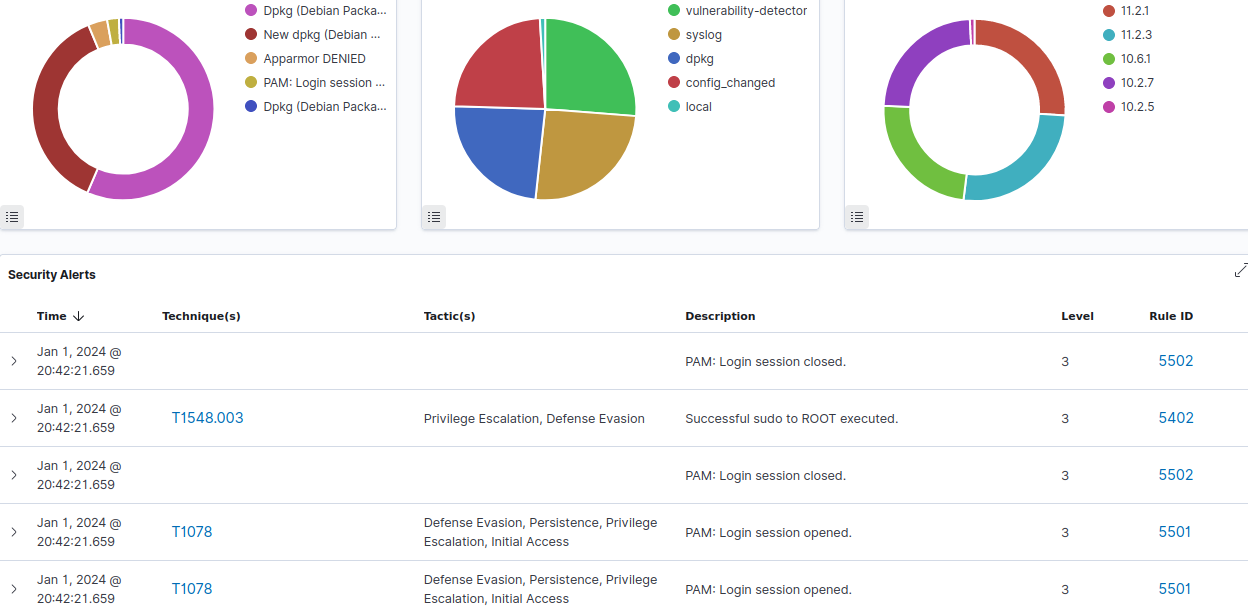 Dpkg (Debian Packa...
New dpkg (Debian ...
Apparmor DENIED
PAM: Login session ...
Dpkg (Debian Packa...
vulnerability-detector
syslog
dpkg
config_changed
local
11.2.1
11.2.3
10.6.1
10.2.7
10.2.5
Security Alerts
Time Technique(s) Tactic(s) Description Level Rule ID
Jan 1, 2024 @
20:42:21.659
PAM: Login session closed. 3 5502
Jan 1, 2024 @
20:42:21.659
T1548.003 Privilege Escalation, Defense Evasion Successful sudo to ROOT executed. 3 5402
Jan 1, 2024 @
20:42:21.659
PAM: Login session closed. 3 5502
Jan 1, 2024 @
20:42:21.659
T1078
Defense Evasion, Persistence, Privilege
Escalation, Initial Access
PAM: Login session opened. 3 5501
Jan 1, 2024 @
20:42:21.659
T1078
Defense Evasion, Persistence, Privilege
Escalation, Initial Access
PAM: Login session opened. 3 5501